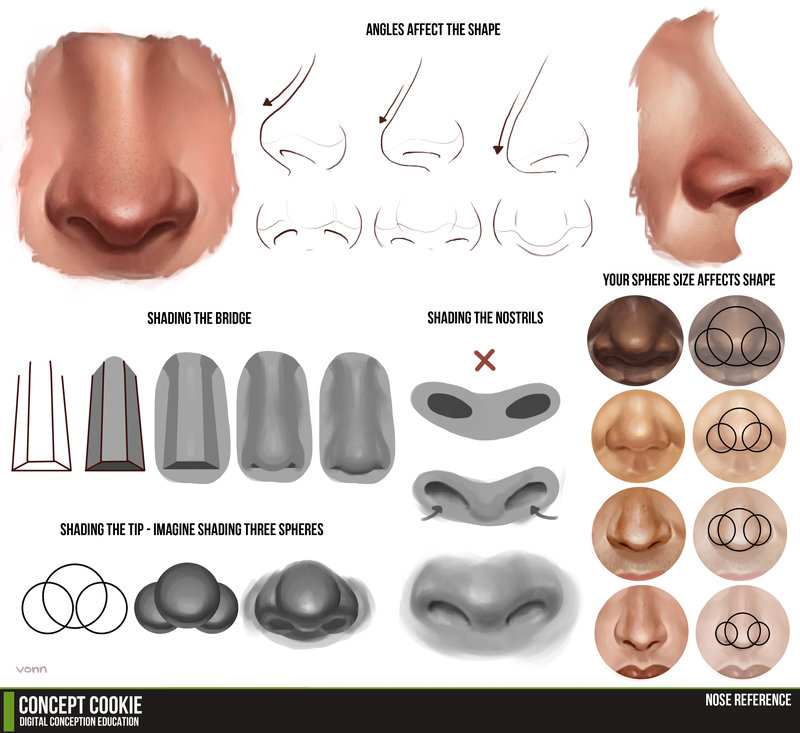 ANGLES AFFECT THE SHAPE
YOUR SPHERE SIZE AFFECTS SHAPE
SHADING THE BRIDGE
SHADING THE NOSTRILS
SHADING THE TIP - IMAGINE SHADING THREE SPHERES
vonn
CONCEPT COOKIE
DIGITAL CONCEPTION EDUCATION
NOSE REFERENCE